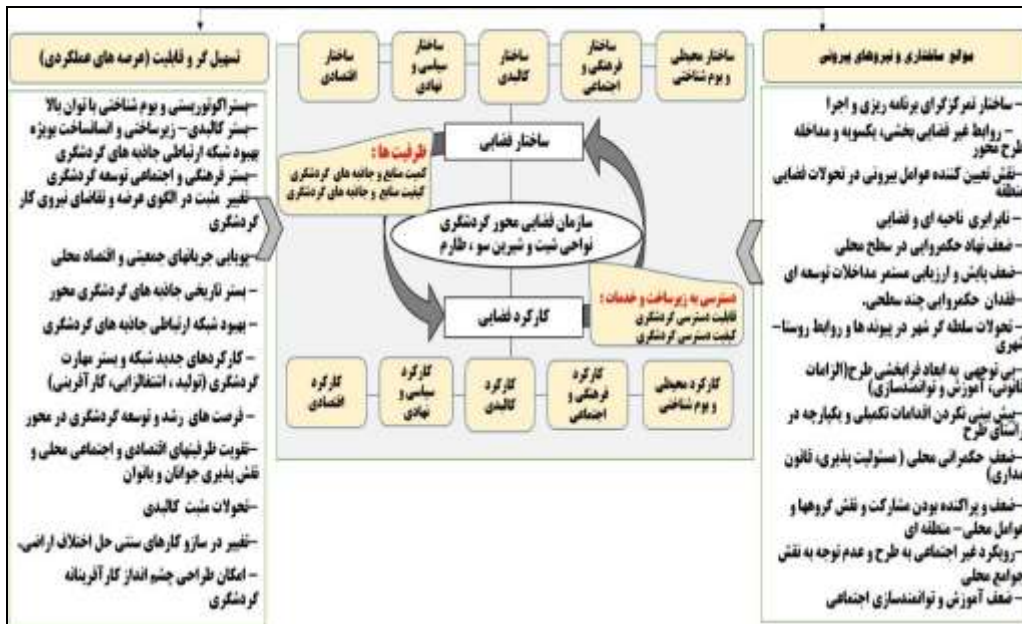 موانع ساختاری و نیروهای بیرونی
–ساختار تمرکزگرای برنامه ریزی و اجرا
– روابط غیر فضایی بخشی، یکسویه و مداخله
طرح محور
–نقش تعیین کننده عوامل بیرونی در تحولات فضایی
منطقه
– نابرابری ناحیه ای و فضایی
–ضعف نهاد حکمروایی در سطح محلی
–ضعف پایش و ارزیابی مستمر مداخلات توسعه ای
–فقدان حکمروایی چند سطحی.
–تحولات سلطه گر شهر در پیوند ها و روابط روستا–
شهری
–بی توجهی به ابعاد فرابخشی طرح(الزامات
قانونی، آموزش و توانمندسازی)
–پیش بینی نکردن اقدامات تکمیلی و یکپارچه در
راستای طرح
–ضعف حکمرانی محلی ( مسئولیت پذیری، قانون
مداری)
–ضعف و پراکنده بودن مشارکت و نقش گروهها و
عوامل محلی– منطقه ای
–رویکرد غیر اجتماعی به طرح و عدم توجه به نقش
جوامع محلی
–ضعف آموزش و توانمندسازی اجتماعی
ساختار محیطی
و بوم شناختی
ساختار
فرهنگی و
اجتماعی
ساختار
کالبدی
ساختار
سیاسی و
نهادی
ساختار
اقتصادی
ساختار فضایی
ظرفیت ها :
کمیت منابع و جاذبه های گردشگری
کیفیت منابع و جاذبه های گردشگری
سازمان فضایی محور گردشگری
نواحی شیت و شیرین سو ، طارم
دسترسی به زیرساخت و خدمات :
قابلیت دسترسی گردشگری
کیفیت دسترسی گردشگری
کارکرد فضایی
کارکرد محیطی
و بوم شناختی
کارکرد
فرهنگی و
اجتماعی
کارکرد
کالبدی
کارکرد
سیاسی و
نهادی
کارکرد
اقتصادی
تسهیل گر و قابلیت (عرصه های عملکردی)
–بستراکوتوریستی و بوم شناختی با توان بالا
–بستر کالبدی– زیرساختی و انسانساخت بویژه
بهبود شبکه ارتباطی جاذبه های گردشگری
–بستر فرهنگی و اجتماعی توسعه گردشگری
–تغییر مثبت در الگوی عرضه و تقاضای نیروی کار
گردشگری
–پویایی جریانهای جمعیتی و اقتصاد محلی
– بستر تاریخی جاذبه های گردشگری محور
– بهبود شبکه ارتباطی جاذبه های گردشگری
– کارکردهای جدید شبکه و بستر مهارت
گردشگری (تولید ، اشتغالزایی، کار آفرینی)
– فرصت های رشد و توسعه گردشگری در محور
–تقویت ظرفیتهای اقتصادی و اجتماعی محلی و
نقش پذیری جوانان و بانوان
–تحولات مثبت کالبدی
–تغییر در سازو کارهای سنتی حل اختلاف اراضی.
– امکان طراحی چشم انداز کارآفرینانه
گردشگری